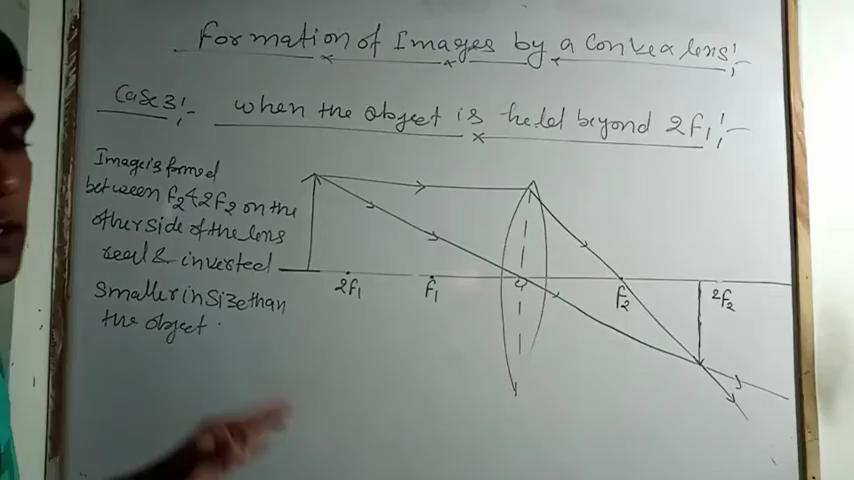 Formation of Images by a Convex lens:-
Case 3:- when the object is held beyond 2F1:-
Image is formed
between F2 & 2F2 on the
other side of the lens
real & inverted
smaller in size than
the object.
2F1 F1 F2 2F2